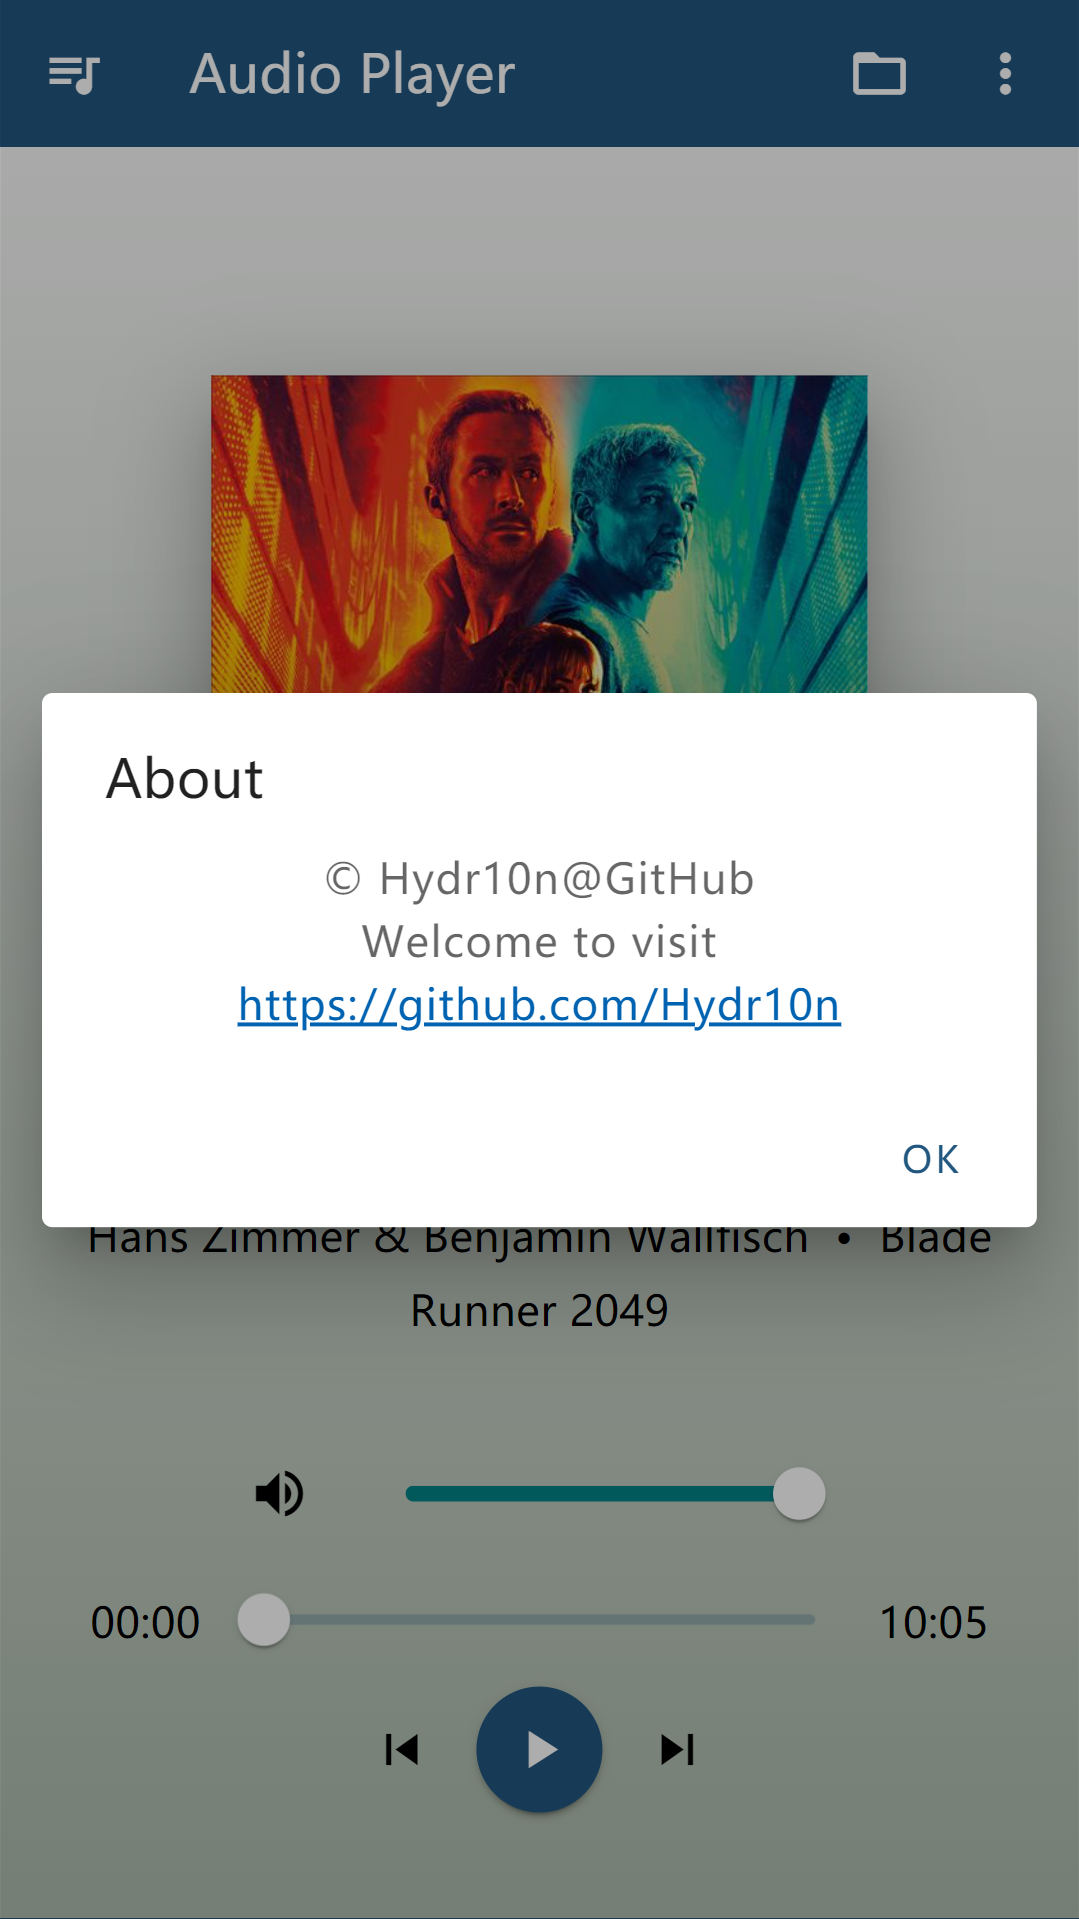 Audio Player
About
© Hydr10n@GitHub
Welcome to visit
https://github.com/Hydr10n
OK
Hans Zimmer & Benjamin Wallfisch • Blade
Runner 2049
00:00
10:05